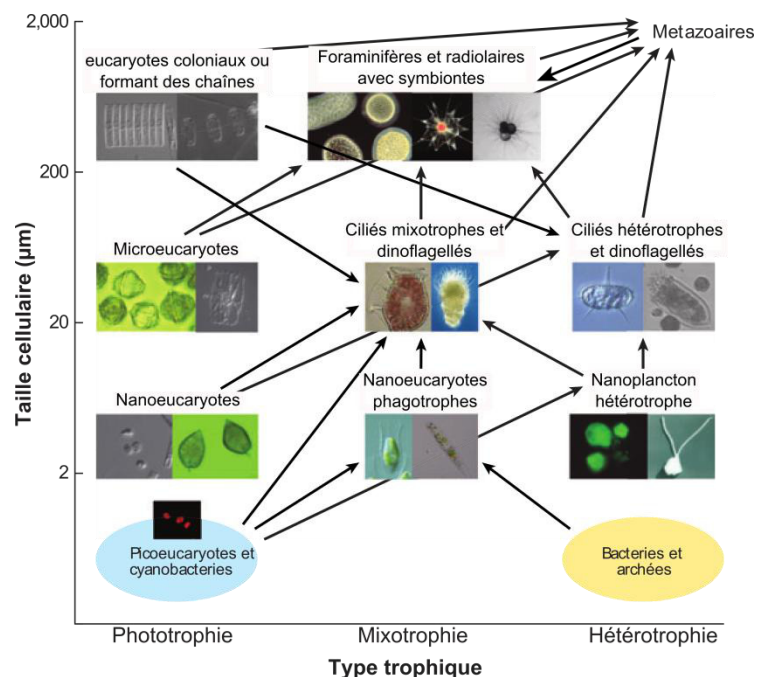 2,000
Metazoaires
eucaryotes coloniaux ou
formant des chaînes
Foraminifères et radiolaires
avec symbiontes
200
Microeucaryotes
Ciliés mixotrophes et
dinoflagellés
Ciliés hétérotrophes
et dinoflagellés
Taille cellulaire (µm)
20
Nanoeucaryotes
Nanoeucaryotes
phagotrophes
Nanoplancton
hétérotrophe
2
Picoeucaryotes et
cyanobacteries
Bacteries et
archées
Phototrophie
Mixotrophie
Hétérotrophie
Type trophique